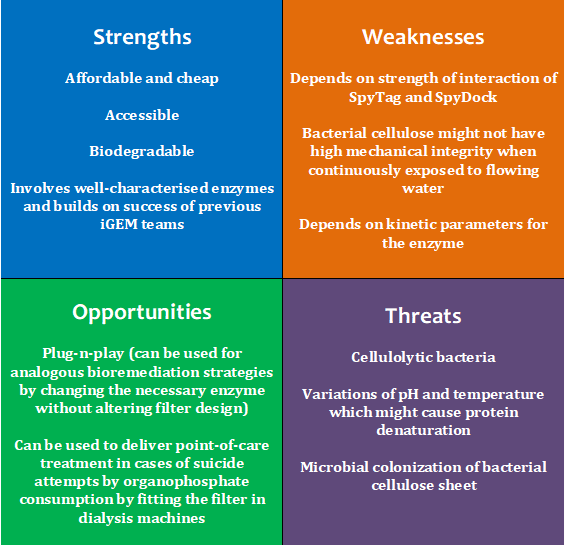 Strengths
Affordable and cheap
Accessible
Biodegradable
Involves well-characterised enzymes
and builds on success of previous
iGEM teams
Weaknesses
Depends on strength of interaction of
SpyTag and SpyDock
Bacterial cellulose might not have
high mechanical integrity when
continuously exposed to flowing
water
Depends on kinetic parameters for
the enzyme
Opportunities
Plug-n-play (can be used for
analogous bioremediation strategies
by changing the necessary enzyme
without altering filter design)
Can be used to deliver point-of-care
treatment in cases of suicide
attempts by organophosphate
consumption by fitting the filter in
dialysis machines
Threats
Cellulolytic bacteria
Variations of pH and temperature
which might cause protein
denaturation
Microbial colonization of bacterial
cellulose sheet